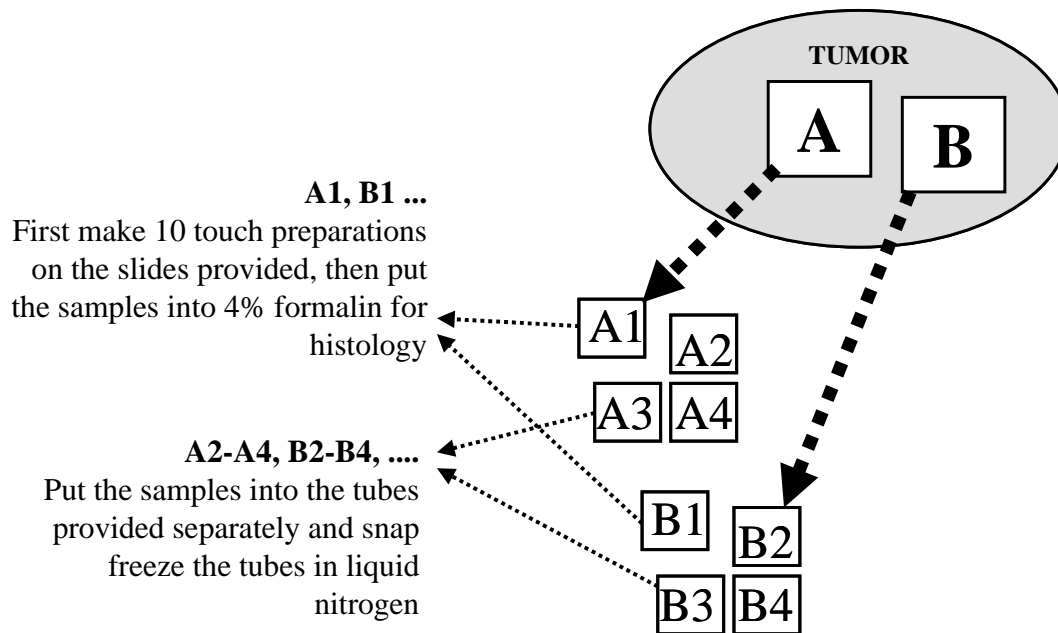 TUMOR
A
B
A1, B1 ...
First make 10 touch preparations
on the slides provided, then put
the samples into 4% formalin for
histology
A1
A2
A3
A4
A2-A4, B2-B4, ....
Put the samples into the tubes
provided separately and snap
freeze the tubes in liquid
nitrogen
B1
B2
B3
B4